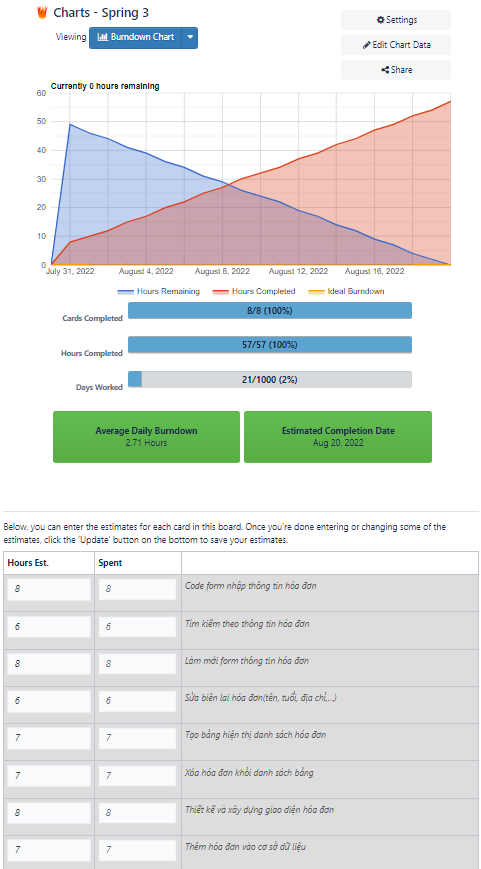 Charts - Spring 3
Settings
Viewing Burndown Chart
Edit Chart Data
Share
Currently 0 hours remaining
60
50
40
30
20
10
0
July 31, 2022 August 4, 2022 August 8, 2022 August 12, 2022 August 16, 2022
Hours Remaining Hours Completed Ideal Burndown
Cards Completed 8/8 (100%)
Hours Completed 57/57 (100%)
Days Worked 21/1000 (2%)
Average Daily Burndown
2.71 Hours
Estimated Completion Date
Aug 20, 2022
Below, you can enter the estimates for each card in this board. Once you're done entering or changing some of the
estimates, click the 'Update' button on the bottom to save your estimates.
Hours Est. Spent
8 8 Code form nhập thông tin hóa đơn
6 6 Tìm kiếm theo thông tin hóa đơn
8 8 Làm mới form thông tin hóa đơn
6 6 Sửa biên lai hóa đơn(tên, tuổi, địa chỉ,...)
7 7 Tạo bảng hiện thị danh sách hóa đơn
7 7 Xóa hóa đơn khỏi danh sách bảng
8 8 Thiết kế và xây dựng giao diện hóa đơn
7 7 Thêm hóa đơn vào cơ sở dữ liệu